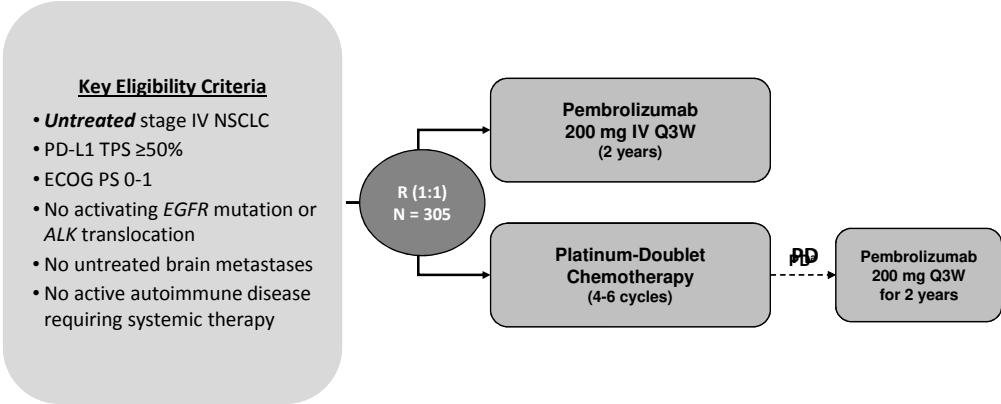 Key Eligibility Criteria
• Untreated stage IV NSCLC
• PD-L1 TPS ≥50%
• ECOG PS 0-1
• No activating EGFR mutation or
ALK translocation
• No untreated brain metastases
• No active autoimmune disease
requiring systemic therapy
R (1:1)
N = 305
Pembrolizumab
200 mg IV Q3W
(2 years)
Platinum-Doublet
Chemotherapy
(4-6 cycles)
PD
Pembrolizumab
200 mg Q3W
for 2 years